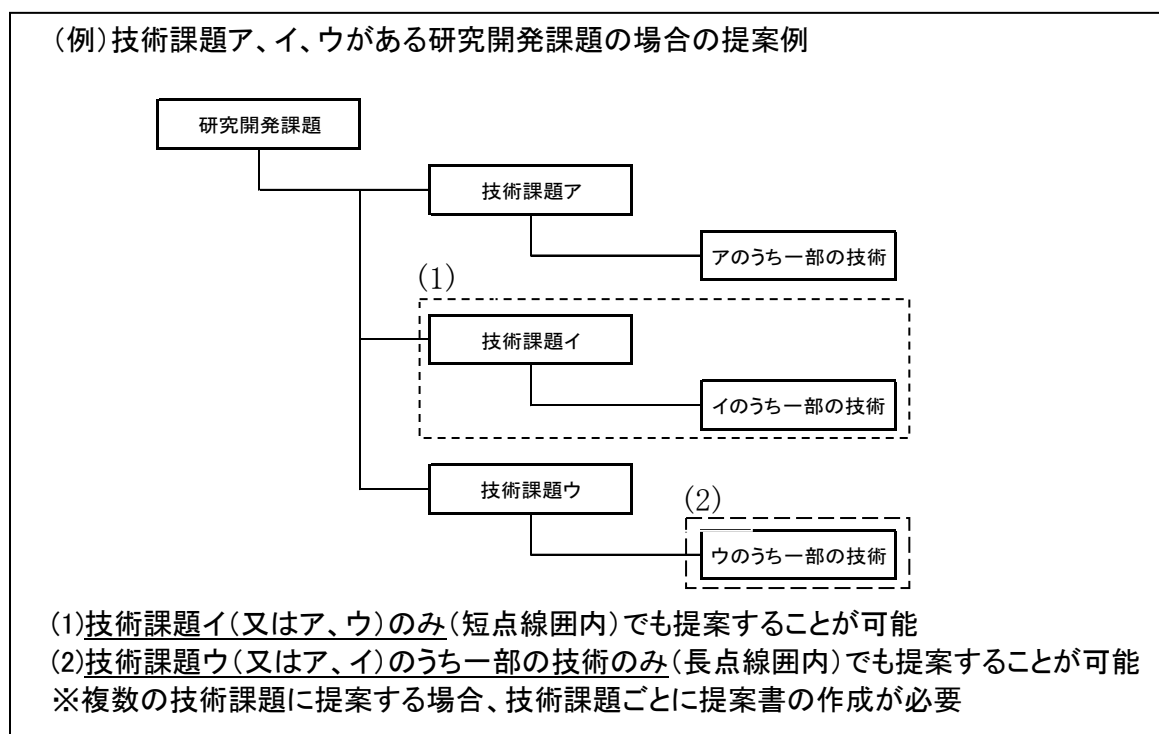 (例)技術課題ア、イ、ウがある研究開発課題の場合の提案例
研究開発課題
技術課題ア
アのうち一部の技術
(1)
技術課題イ
イのうち一部の技術
技術課題ウ
(2)
ウのうち一部の技術
(1)技術課題イ(又はア、ウ)のみ(短点線囲内)でも提案することが可能
(2)技術課題ウ(又はア、イ)のうち一部の技術のみ(長点線囲内)でも提案することが可能
※複数の技術課題に提案する場合、技術課題ごとに提案書の作成が必要